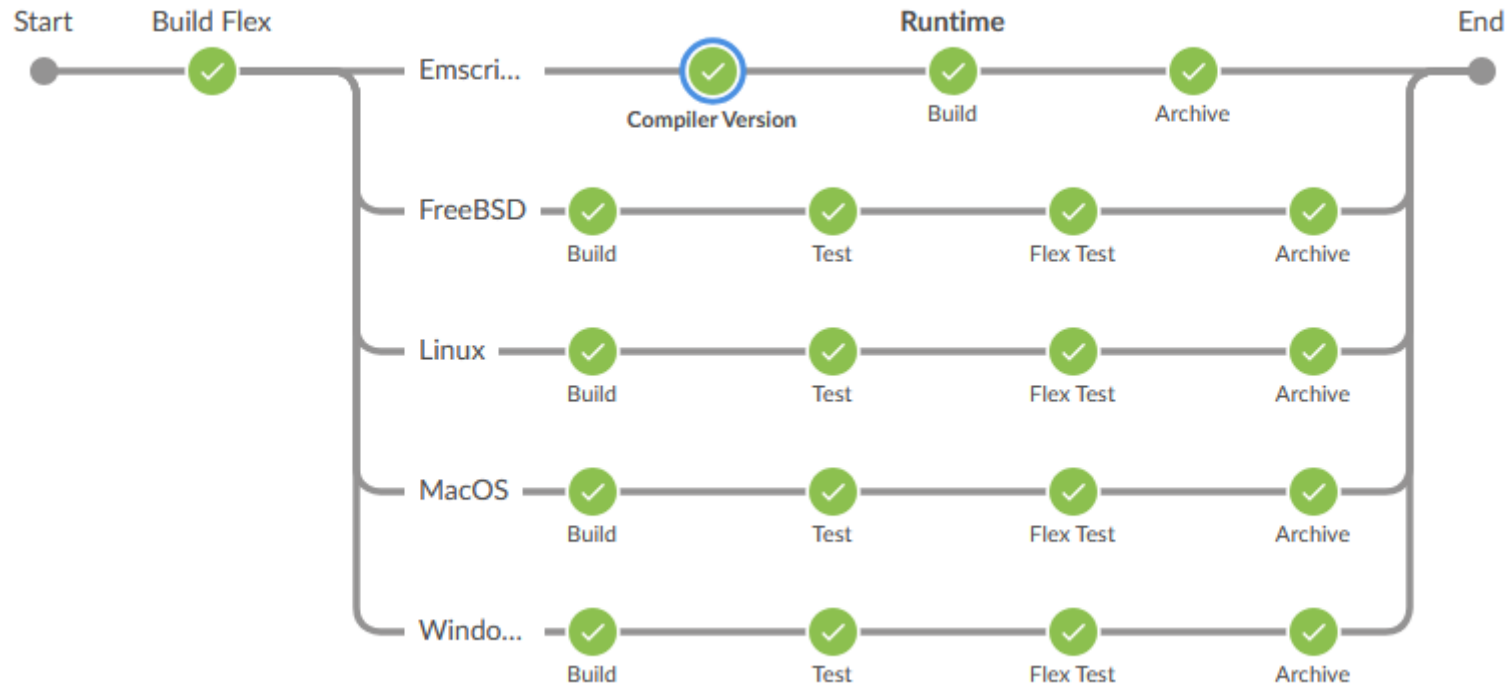 Start
Build Flex
Runtime
End
Emscri...
Compiler Version
Build
Archive
FreeBSD
Build
Test
Flex Test
Archive
Linux
Build
Test
Flex Test
Archive
MacOS
Build
Test
Flex Test
Archive
Windo...
Build
Test
Flex Test
Archive